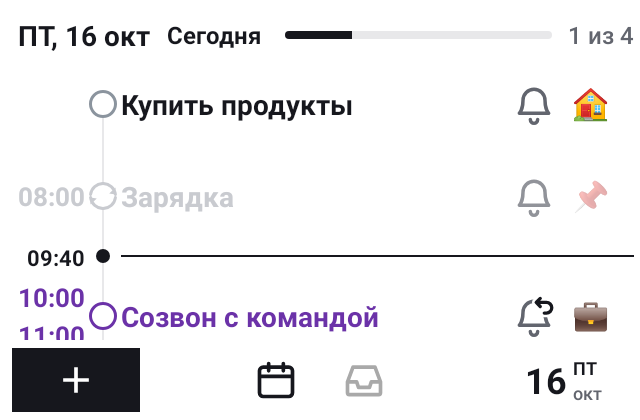 ПТ, 16 окт Сегодня 1 из 4
Купить продукты
08:00 Зарядка
09:40
10:00
Созвон с командой
11:00
16 ПТ
окт